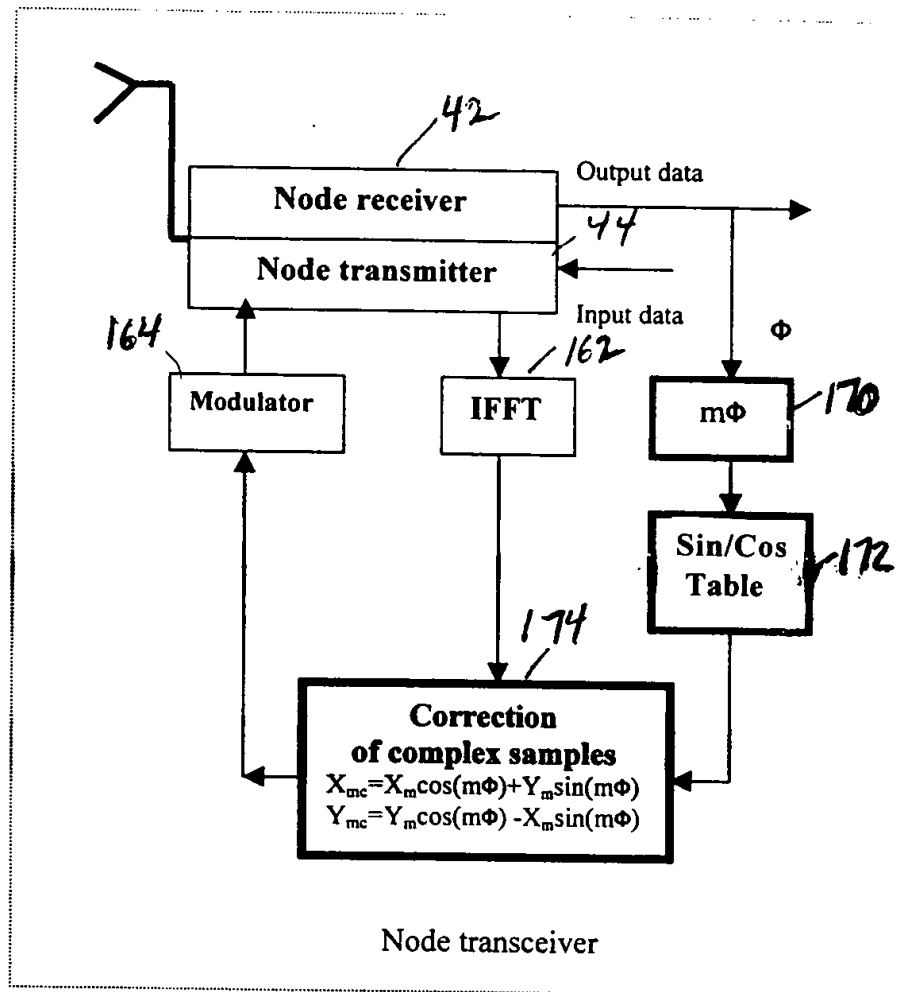 42
Output data
Node receiver
44
Node transmitter
Input data
164
162
Φ
Modulator
IFFT
mΦ
170
Sin/Cos
Table
172
174
Correction
of complex samples
Xmc=Xmcos(mΦ)+Ymsin(mΦ)
Ymc=Ymcos(mΦ) -Xmsin(mΦ)
Node transceiver